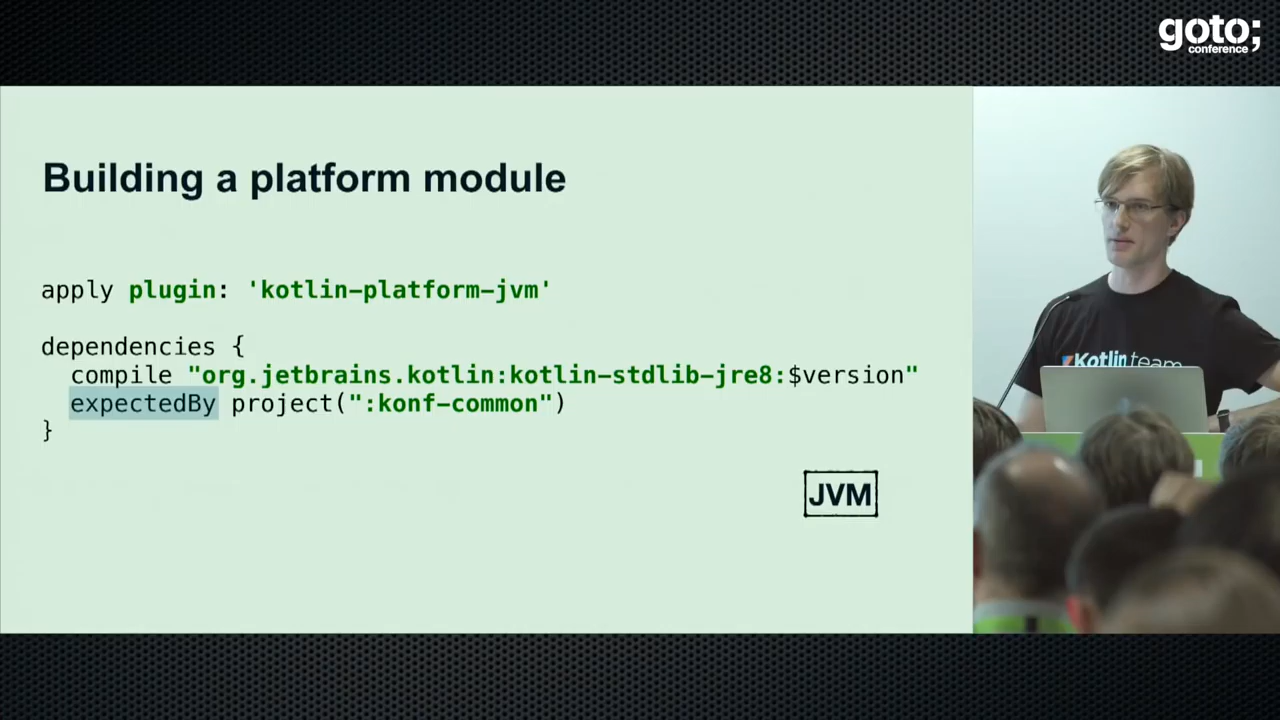 goto;
conference
Building a platform module
apply plugin: 'kotlin-platform-jvm'
dependencies {
compile "org.jetbrains.kotlin:kotlin-stdlib-jre8:$version"
expectedBy project(":konf-common")
}
JVM
Kotlin team